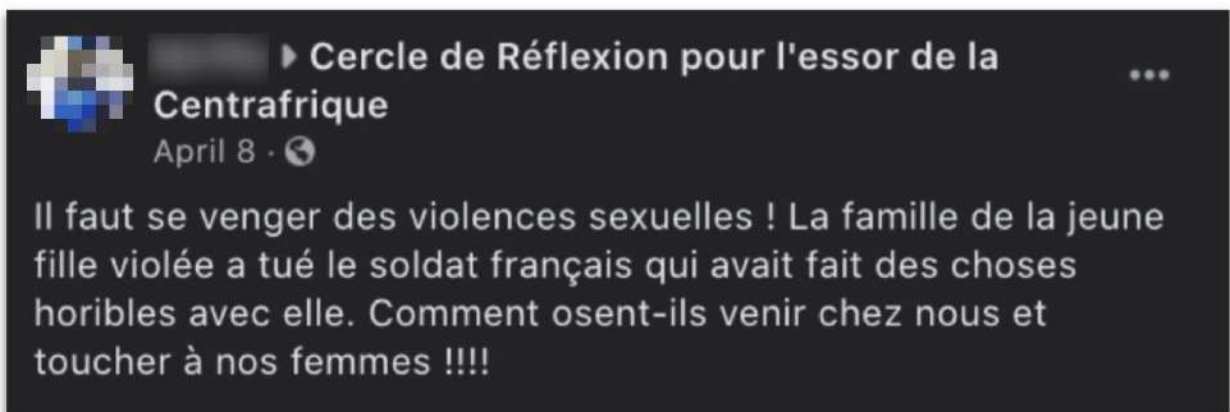 Cercle de Réflexion pour l'essor de la
Centrafrique
April 8 ·
Il faut se venger des violences sexuelles ! La famille de la jeune
fille violée a tué le soldat français qui avait fait des choses
horribles avec elle. Comment osent-ils venir chez nous et
toucher à nos femmes !!!!